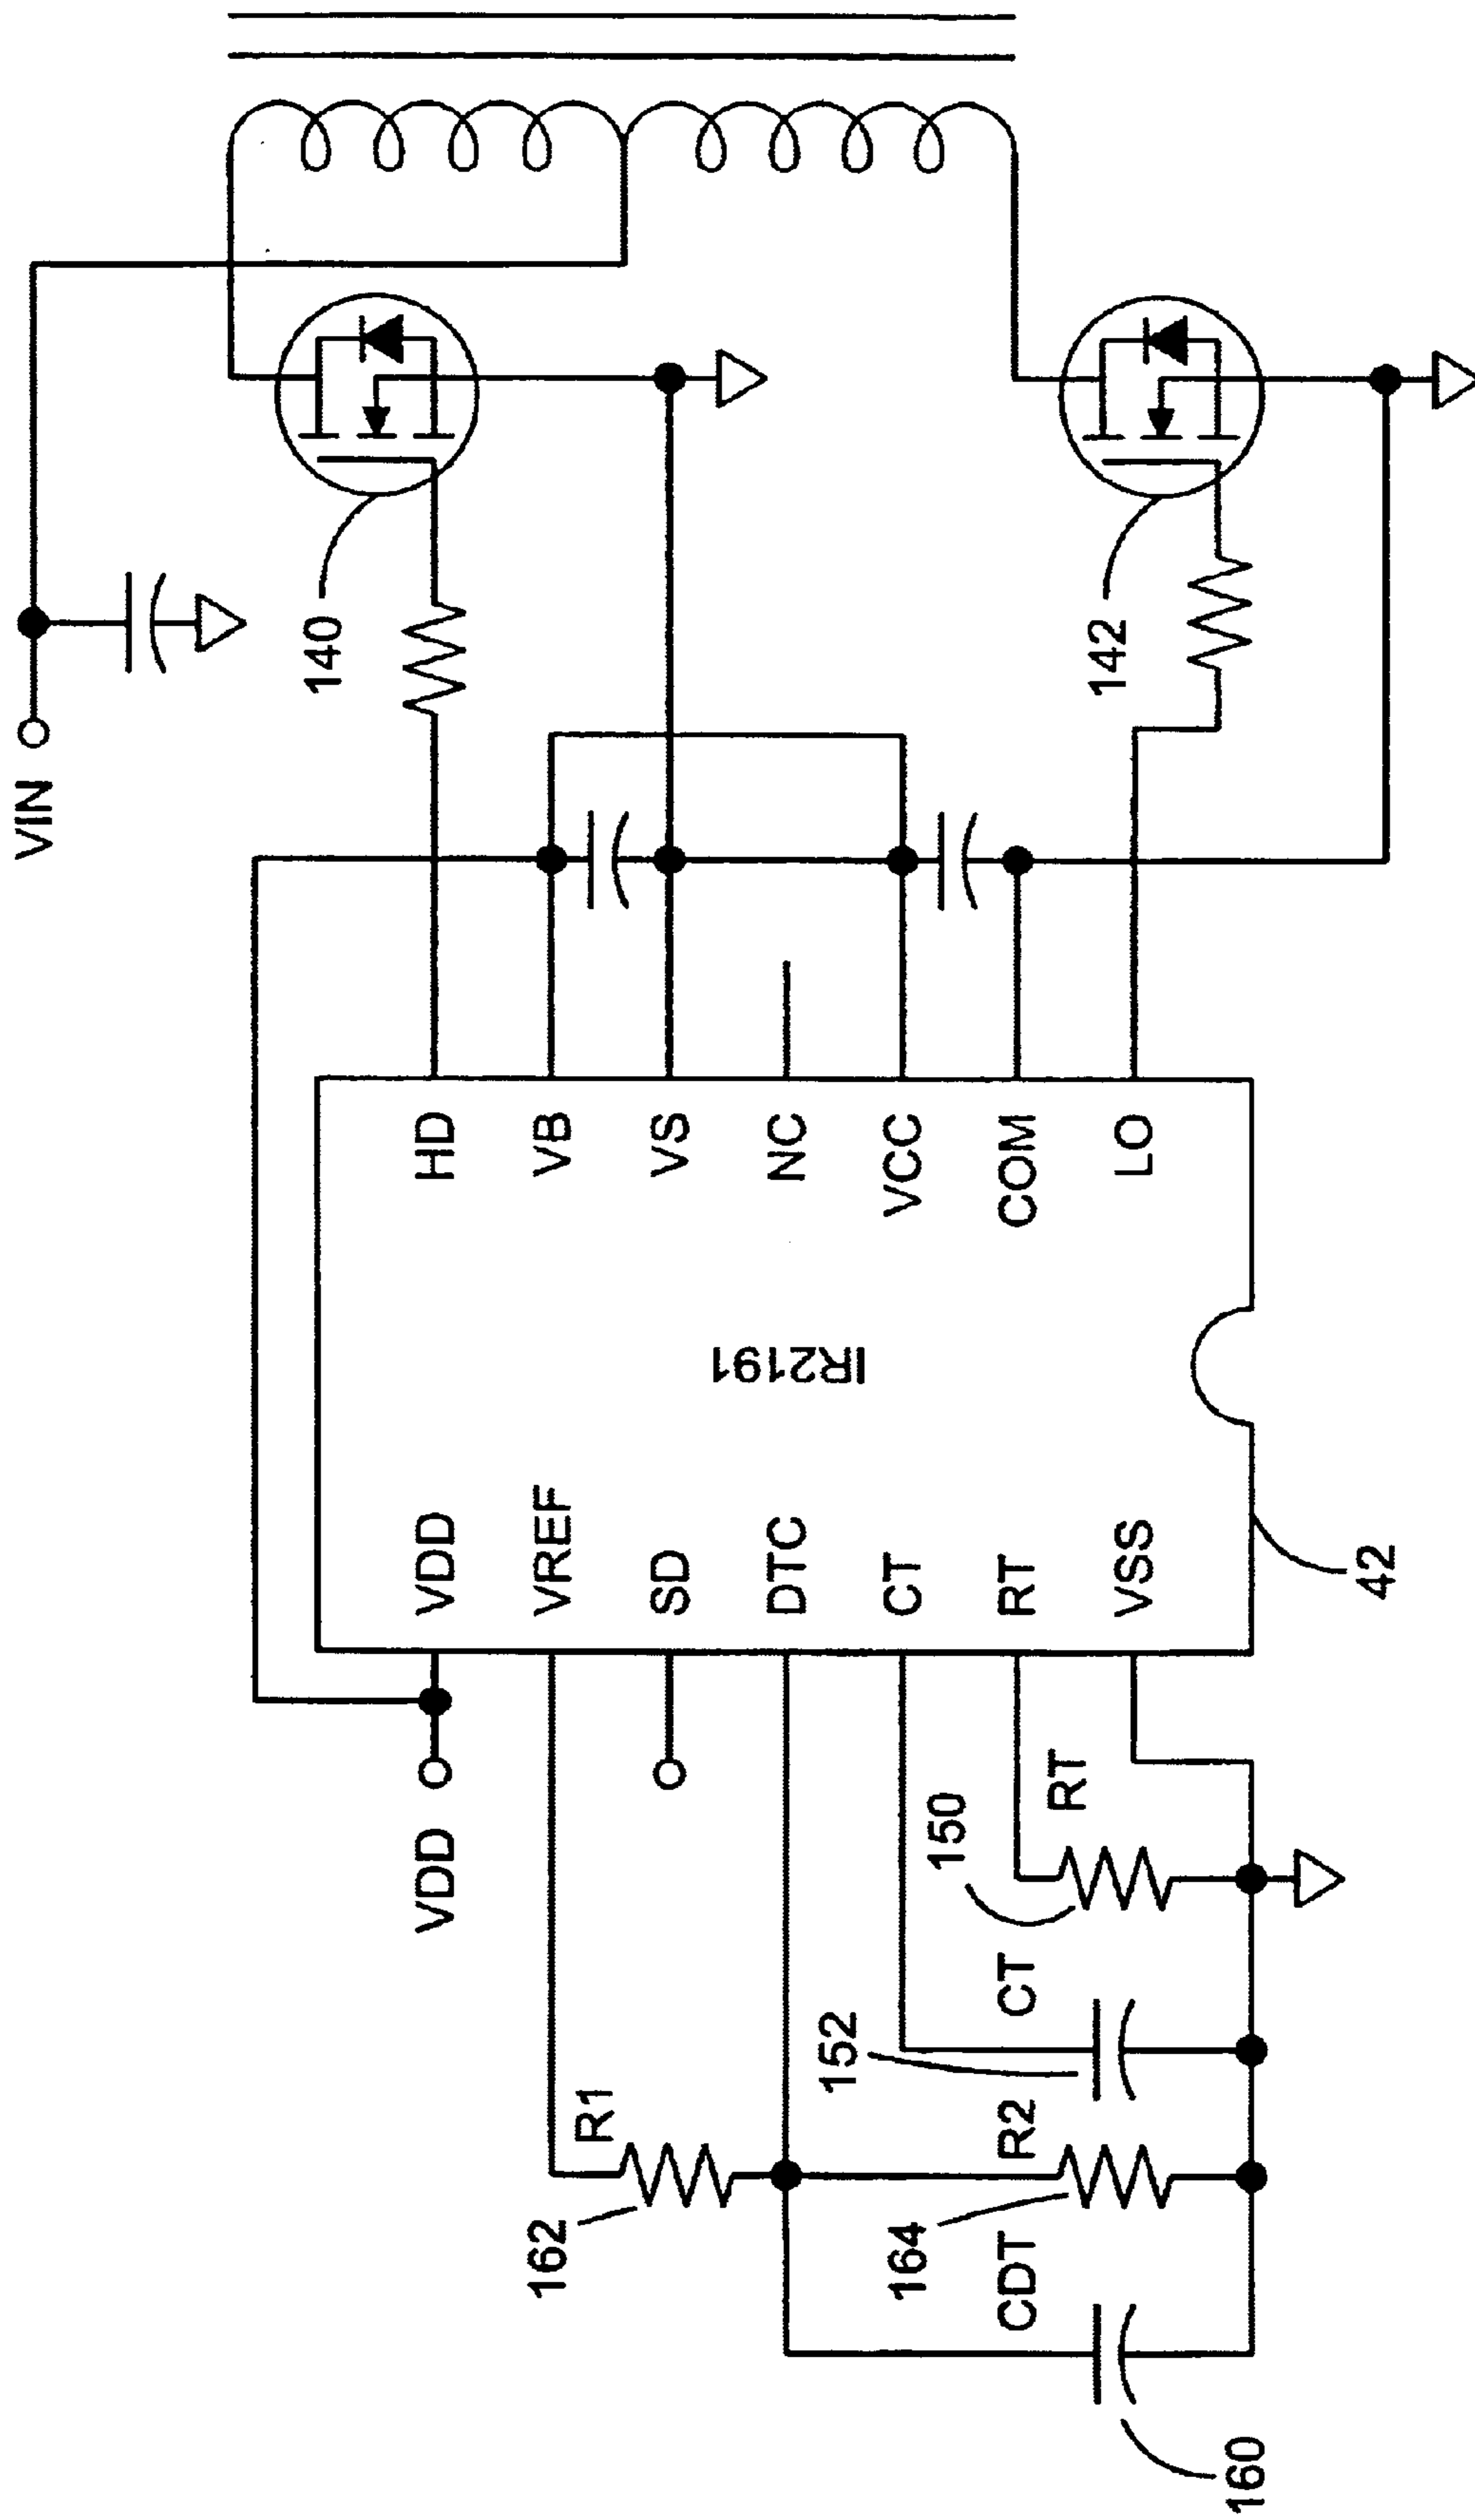 VIN
140
142
HD
VB
VS
NC
VCC
COM
LO
IR2191
VDD
VREF
SD
DTC
CT
RT
VSS
42
VDD
RT
150
CT
152
R1
R2
162
164
CDT
160